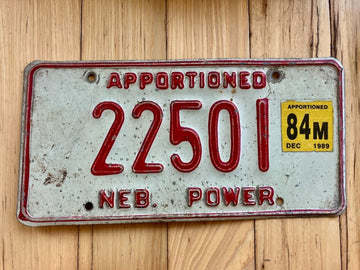 APPORTIONED
22501
APPORTIONED
84M
DEC 1989
NEB. POWER